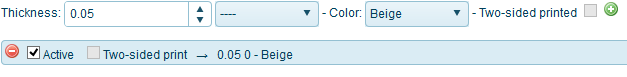 Thickness: 0.05 ---- - Color: Beige - Two-sided printed
Active Two-sided print → 0.05 0 - Beige